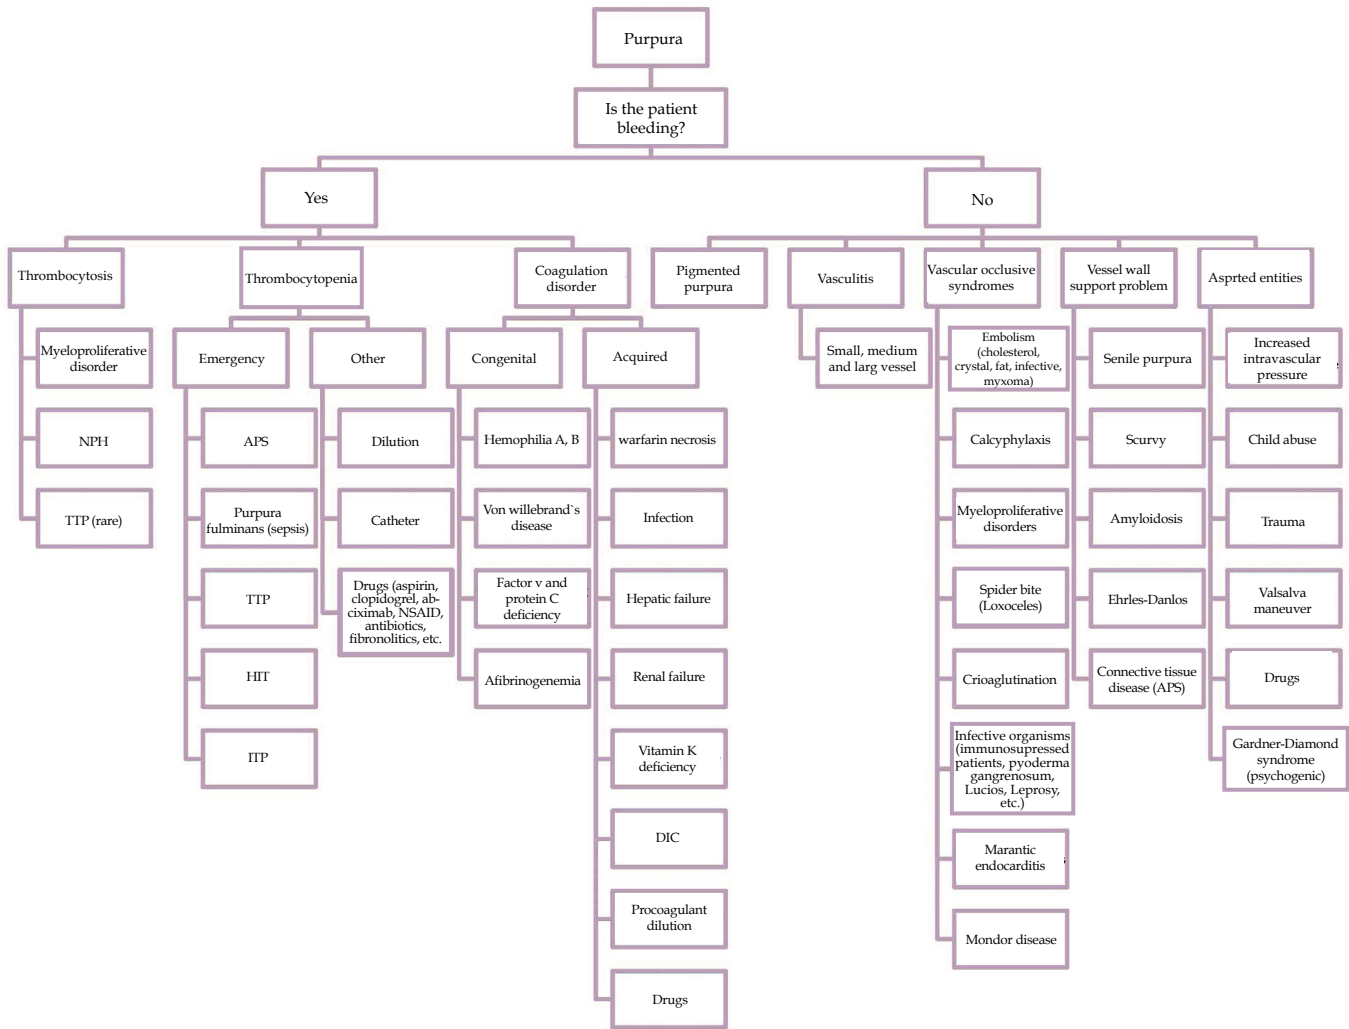 Purpura
Is the patient
bleeding?
Yes
No
Thrombocytosis
Thrombocytopenia
Coagulation
disorder
Pigmented
purpura
Vasculitis
Vascular occlusive
syndromes
Vessel wall
support problem
Asprted entities
Myeloproliferative
disorder
NPH
TTP (rare)
Emergency
APS
Purpura
fulminans (sepsis)
TTP
HIT
ITP
Other
Dilution
Catheter
Drugs (aspirin,
clopidogrel, ab-
ciximab, NSAID,
antibiotics,
fibronolitics, etc.
Congenital
Hemophilia A, B
Von willebrand`s
disease
Factor v and
protein C
deficiency
Afibrinogenemia
Acquired
warfarin necrosis
Infection
Hepatic failure
Renal failure
Vitamin K
deficiency
DIC
Procoagulant
dilution
Drugs
Small, medium
and larg vessel
Embolism
(cholesterol,
crystal, fat, infective,
myxoma)
Calcyphylaxis
Myeloproliferative
disorders
Spider bite
(Loxoceles)
Crioaglutination
Infective organisms
(immunosupressed
patients, pyoderma
gangrenosum,
Lucios, Leprosy,
etc.)
Marantic
endocarditis
Mondor disease
Senile purpura
Scurvy
Amyloidosis
Ehrles-Danlos
Connective tissue
disease (APS)
Increased
intravascular
pressure
Child abuse
Trauma
Valsalva
maneuver
Drugs
Gardner-Diamond
syndrome
(psychogenic)